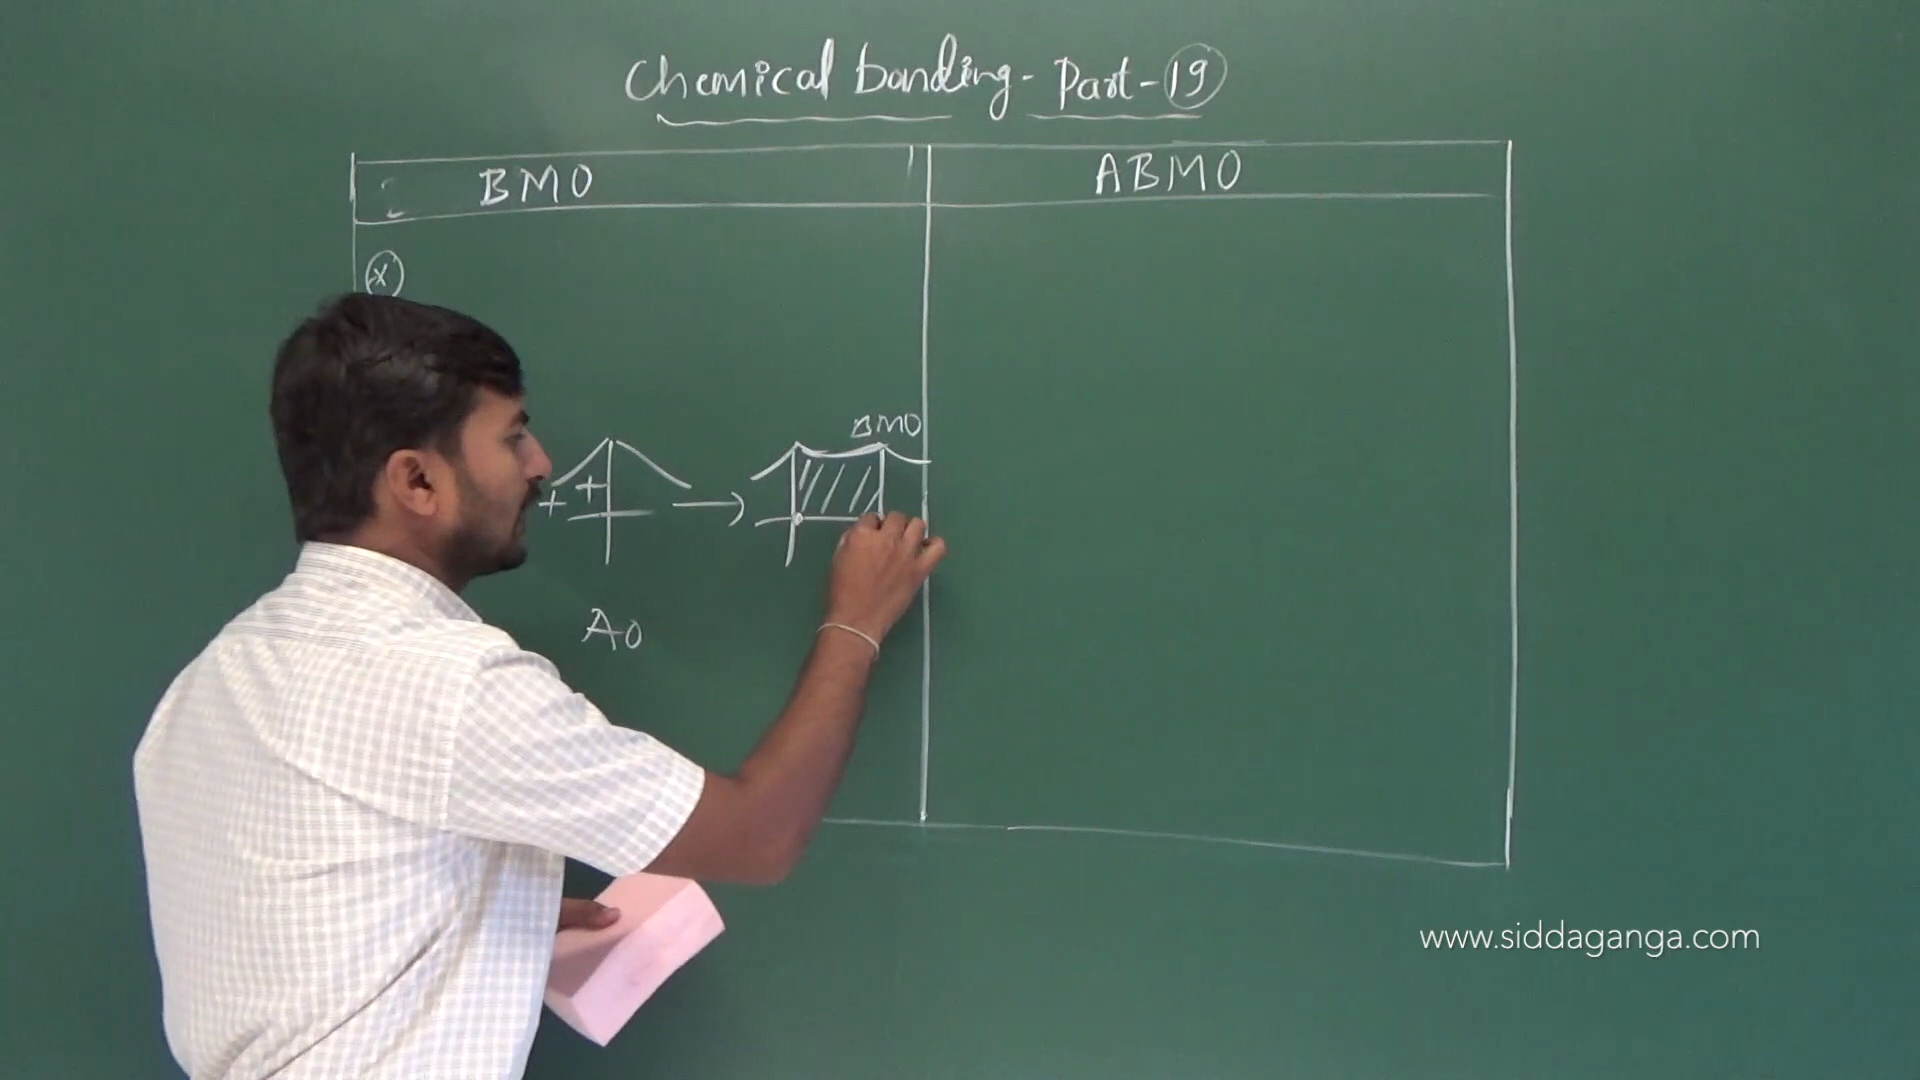 Chemical bonding - Part - 19
BMO
ABMO
x
BMO
+ +
AO
www.siddaganga.com